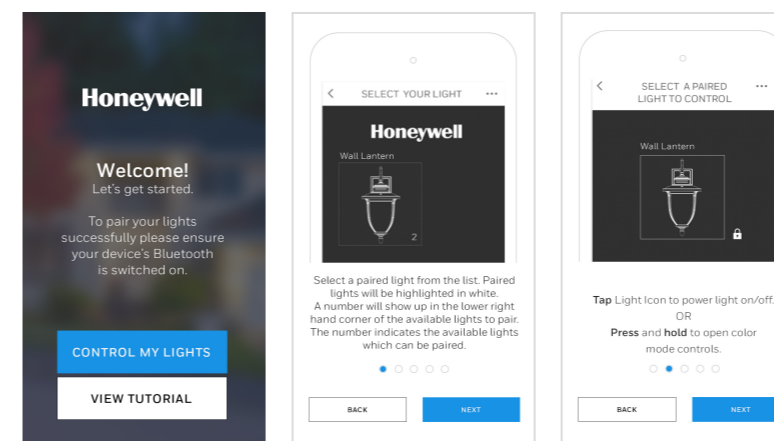 Honeywell
Welcome!
Let's get started.
To pair your lights
successfully please ensure
your device's Bluetooth
is switched on.
CONTROL MY LIGHTS
VIEW TUTORIAL
SELECT YOUR LIGHT
Honeywell
Wall Lantern
2
Select a paired light from the list. Paired
lights will be highlighted in white.
A number will show up in the lower right
hand corner of the available lights to pair.
The number indicates the available lights
which can be paired.
BACK
NEXT
SELECT A PAIRED
LIGHT TO CONTROL
Wall Lantern
Tap Light Icon to power light on/off.
OR
Press and hold to open color
mode controls.
BACK
NEXT